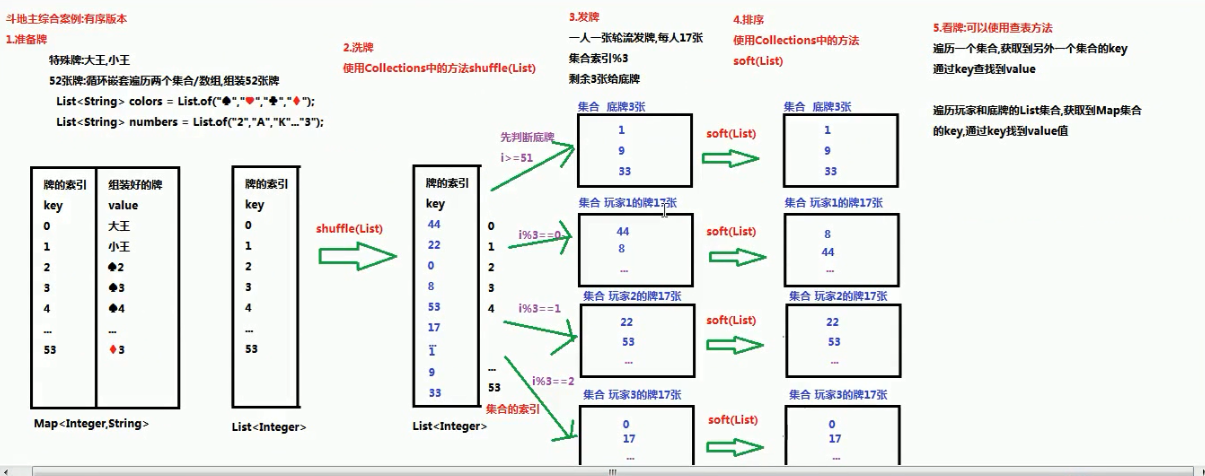 斗地主综合案例:有序版本
1.准备牌
特殊牌:大王,小王
52张牌:循环嵌套遍历两个集合/数组,组装52张牌
List<String> colors = List.of("♠","♥","♣","♦");
List<String> numbers = List.of("2","A","K"..."3");
牌的索引 组装好的牌
key value
0 大王
1 小王
2 ♠2
3 ♠3
4 ♠4
... ...
53 ♦3
Map<Integer,String>
牌的索引
key
0
1
2
3
4
...
53
List<Integer>
2.洗牌
使用Collections中的方法shuffle(List)
shuffle(List)
牌的索引
key
44
22
0
8
53
17
...
1
9
33
List<Integer>
0
1
2
3
4
...
53
集合的索引
3.发牌
一人一张轮流发牌,每人17张
集合索引%3
剩余3张给底牌
先判断底牌
i>=51
i%3==0
i%3==1
i%3==2
集合 底牌3张
1
9
33
集合 玩家1的牌17张
44
8
...
集合 玩家2的牌17张
22
53
...
集合 玩家3的牌17张
0
17
...
4.排序
使用Collections中的方法
soft(List)
soft(List)
soft(List)
soft(List)
soft(List)
集合 底牌3张
1
9
33
集合 玩家1的牌17张
8
44
...
集合 玩家2的牌17张
22
53
...
集合 玩家3的牌17张
0
17
...
5.看牌:可以使用查表方法
遍历一个集合,获取到另外一个集合的key
通过key查找到value
遍历玩家和底牌的List集合,获取到Map集合
的key,通过key找到value值